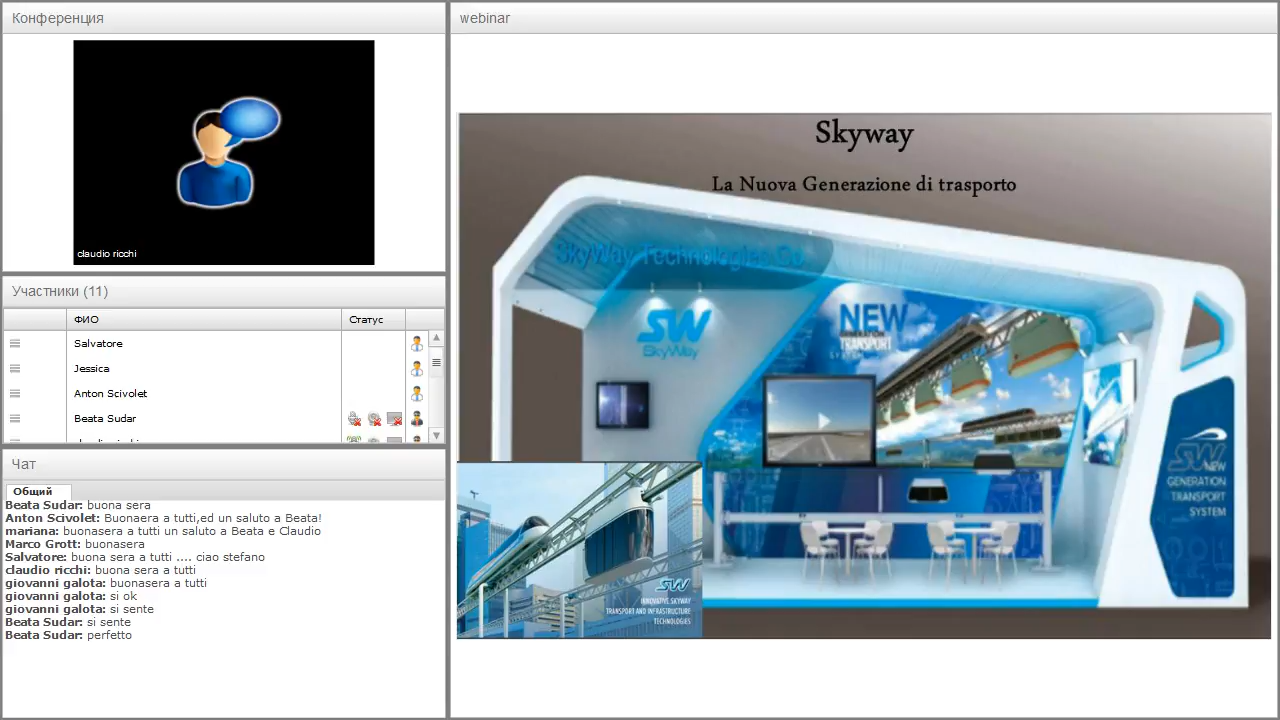 Конференция
claudio ricchi
Участники (11)
ФИО
Статус
Salvatore
Jessica
Anton Scivolet
Beata Sudar
Чат
Общий
Beata Sudar: buona sera
Anton Scivolet: Buonaera a tutti,ed un saluto a Beata!
mariana: buonasera a tutti un saluto a Beata e Claudio
Marco Grott: buonasera
Salvatore: buona sera a tutti .... ciao stefano
claudio ricchi: buona sera a tutti
giovanni galota: buonasera a tutti
giovanni galota: si ok
giovanni galota: si sente
Beata Sudar: si sente
Beata Sudar: perfetto
webinar
Skyway
La Nuova Generazione di trasporto
SkyWay Technologies Co.
SW
SkyWay
NEW
GENERATION
TRANSPORT
SYSTEM
SW
NEW
GENERATION
TRANSPORT
SYSTEM
SW
INNOVATIVE SKYWAY
TRANSPORT AND INFRASTRUCTURE
TECHNOLOGIES